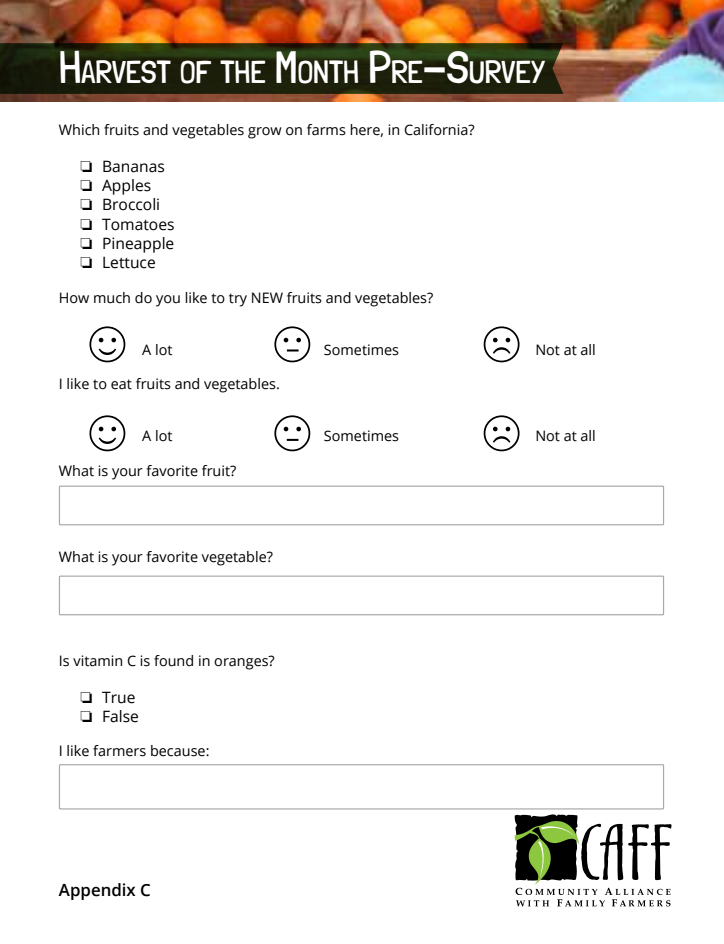 Harvest of the Month Pre-Survey
Which fruits and vegetables grow on farms here, in California?
❏ Bananas
❏ Apples
❏ Broccoli
❏ Tomatoes
❏ Pineapple
❏ Lettuce
How much do you like to try NEW fruits and vegetables?
A lot Sometimes Not at all
I like to eat fruits and vegetables.
A lot Sometimes Not at all
What is your favorite fruit?
What is your favorite vegetable?
Is vitamin C is found in oranges?
❏ True
❏ False
I like farmers because:
CAFF
Community Alliance
with Family Farmers
Appendix C